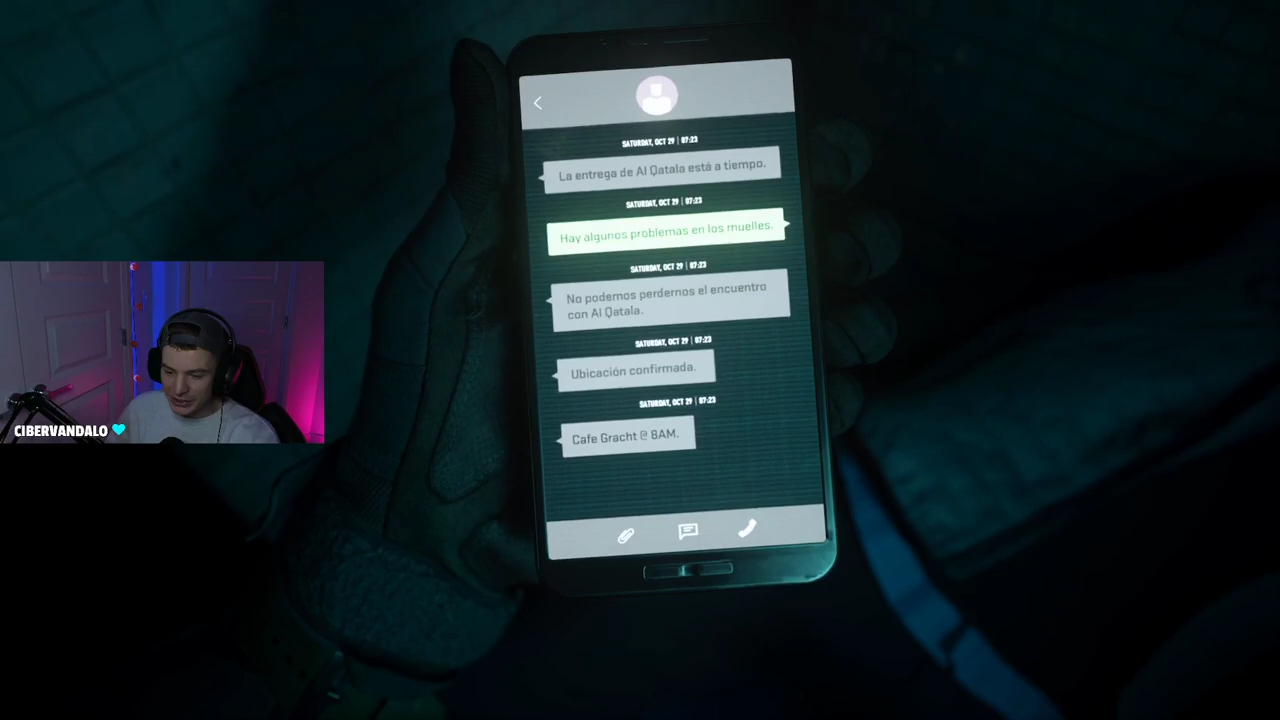 SATURDAY, OCT 29 | 07:23
La entrega de Al Qatala está a tiempo.
SATURDAY, OCT 29 | 07:23
Hay algunos problemas en los muelles.
SATURDAY, OCT 29 | 07:23
No podemos perdernos el encuentro
con Al Qatala.
SATURDAY, OCT 29 | 07:23
Ubicación confirmada.
SATURDAY, OCT 29 | 07:23
Cafe Gracht @ 8AM.
CIBERVANDALO